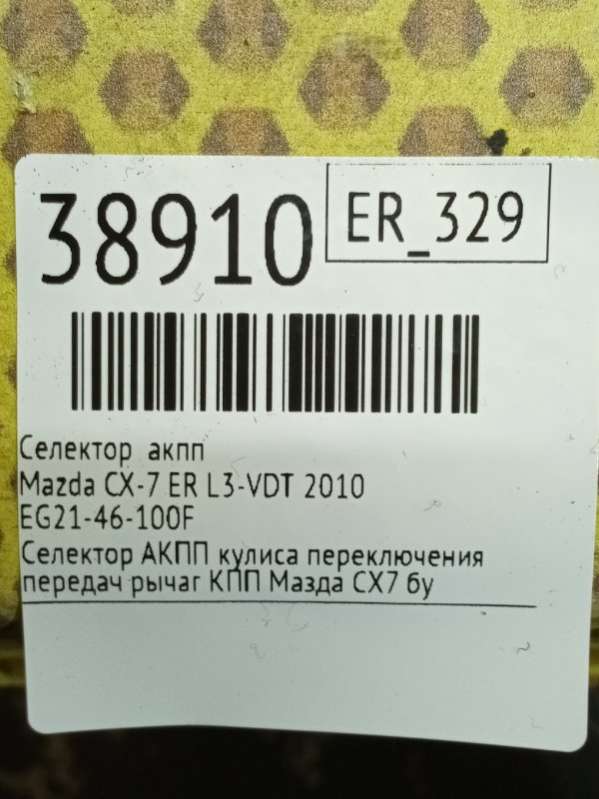 38910
ER_329
Селектор акпп
Mazda CX-7 ER L3-VDT 2010
EG21-46-100F
Селектор АКПП кулиса переключения
передач рычаг КПП Мазда СХ7 бу